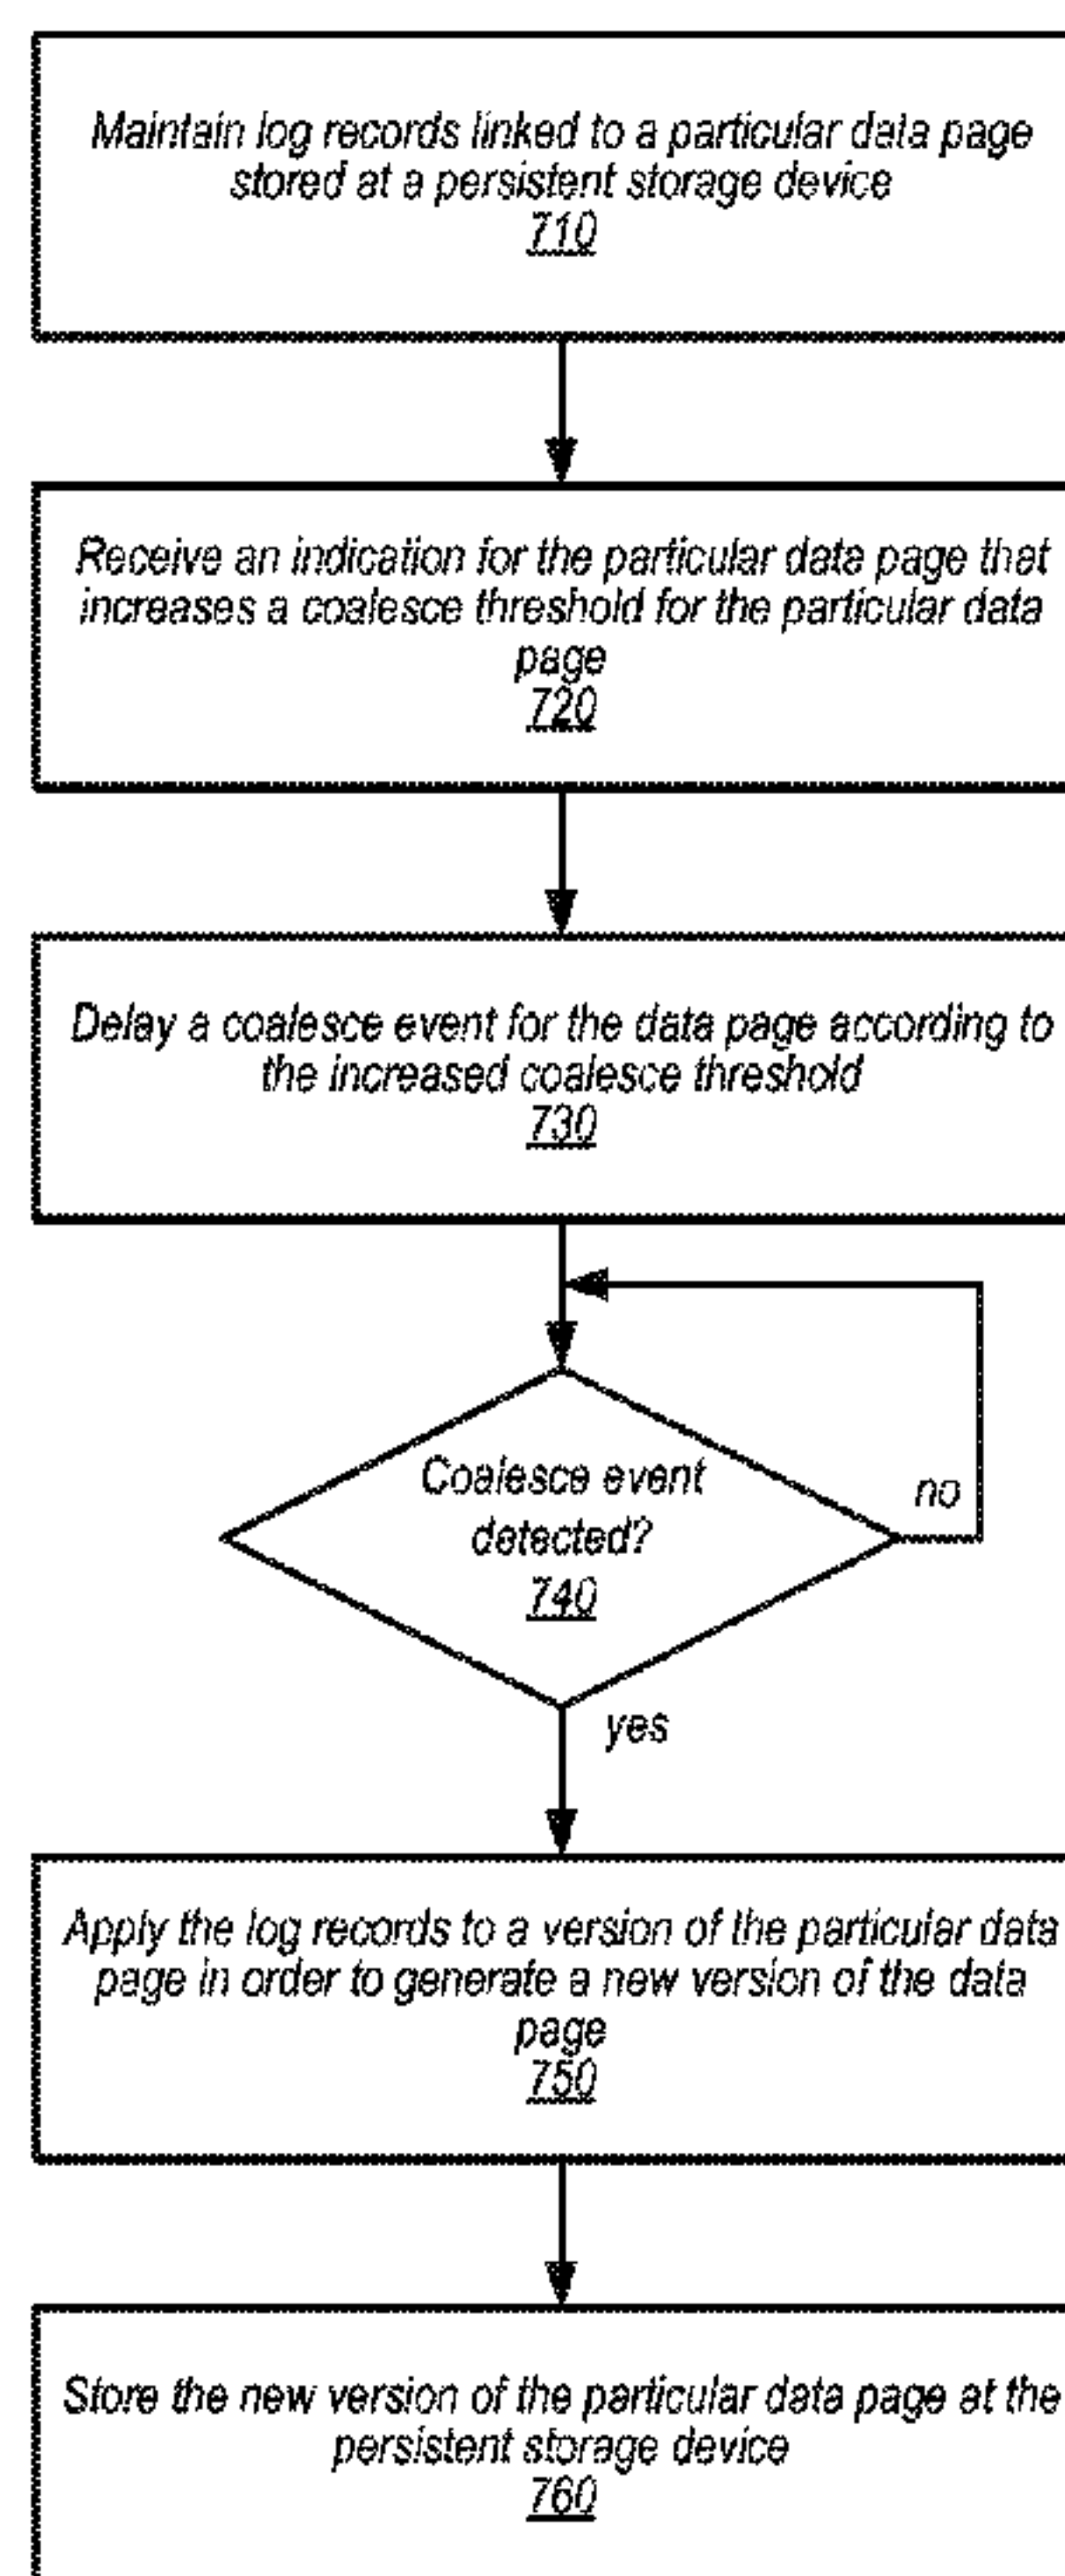 Maintain log records linked to a particular data page
stored at a persistent storage device
710
Receive an indication for the particular data page that
increases a coalesce threshold for the particular data
page
720
Delay a coalesce event for the data page according to
the increased coalesce threshold
730
Coalesce event
detected?
740
no
yes
Apply the log records to a version of the particular data
page in order to generate a new version of the data
page
750
Store the new version of the particular data page at the
persistent storage device
760